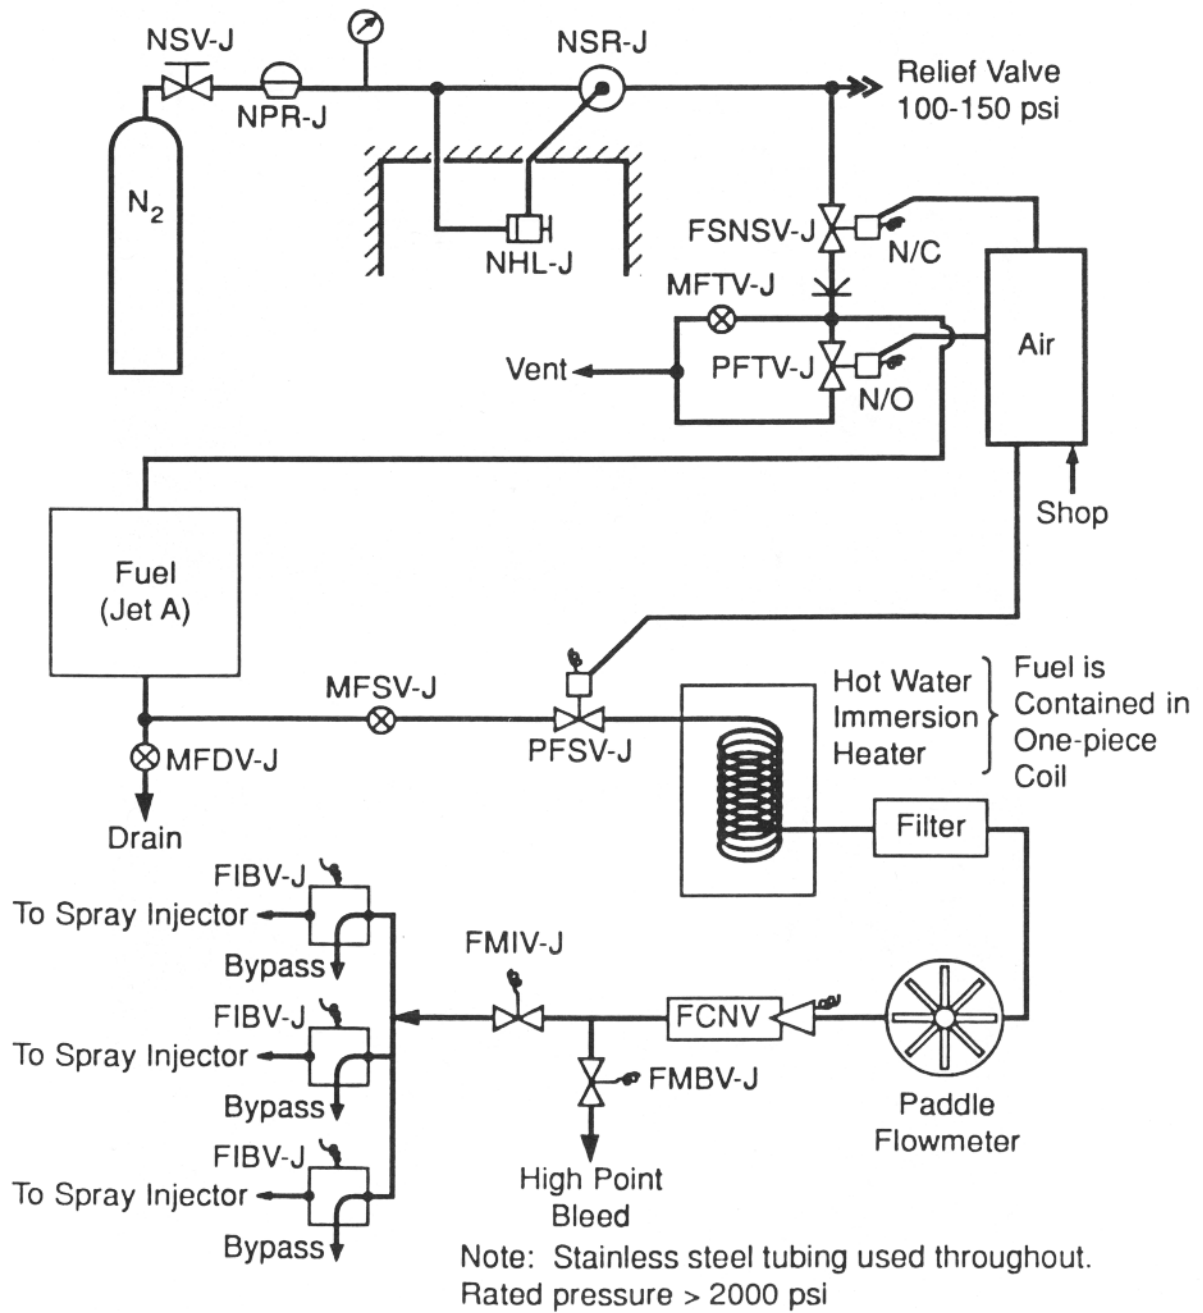 NSV-J
NSR-J
NPR-J
Relief Valve
100-150 psi
N2
NHL-J
FSNSV-J
N/C
MFTV-J
Air
Vent
PFTV-J
N/O
Shop
Fuel
(Jet A)
MFSV-J
PFSV-J
MFDV-J
Drain
Hot Water
Immersion
Heater
Fuel is
Contained in
One-piece
Coil
Filter
FIBV-J
To Spray Injector
Bypass
FMIV-J
FCNV
FIBV-J
To Spray Injector
Bypass
FMBV-J
Paddle
Flowmeter
FIBV-J
To Spray Injector
Bypass
High Point
Bleed
Note: Stainless steel tubing used throughout.
Rated pressure > 2000 psi